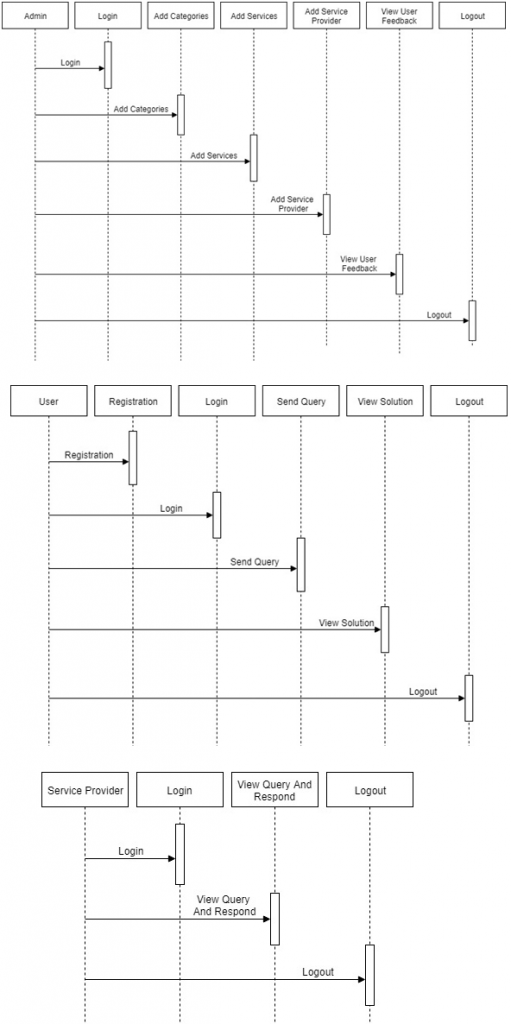 Admin
Login
Add Categories
Add Services
Add Service
Provider
View User
Feedback
Logout
Login
Add Categories
Add Services
Add Service
Provider
View User
Feedback
Logout
User
Registration
Login
Send Query
View Solution
Logout
Registration
Login
Send Query
View Solution
Logout
Service Provider
Login
View Query And
Respond
Logout
Login
View Query
And Respond
Logout